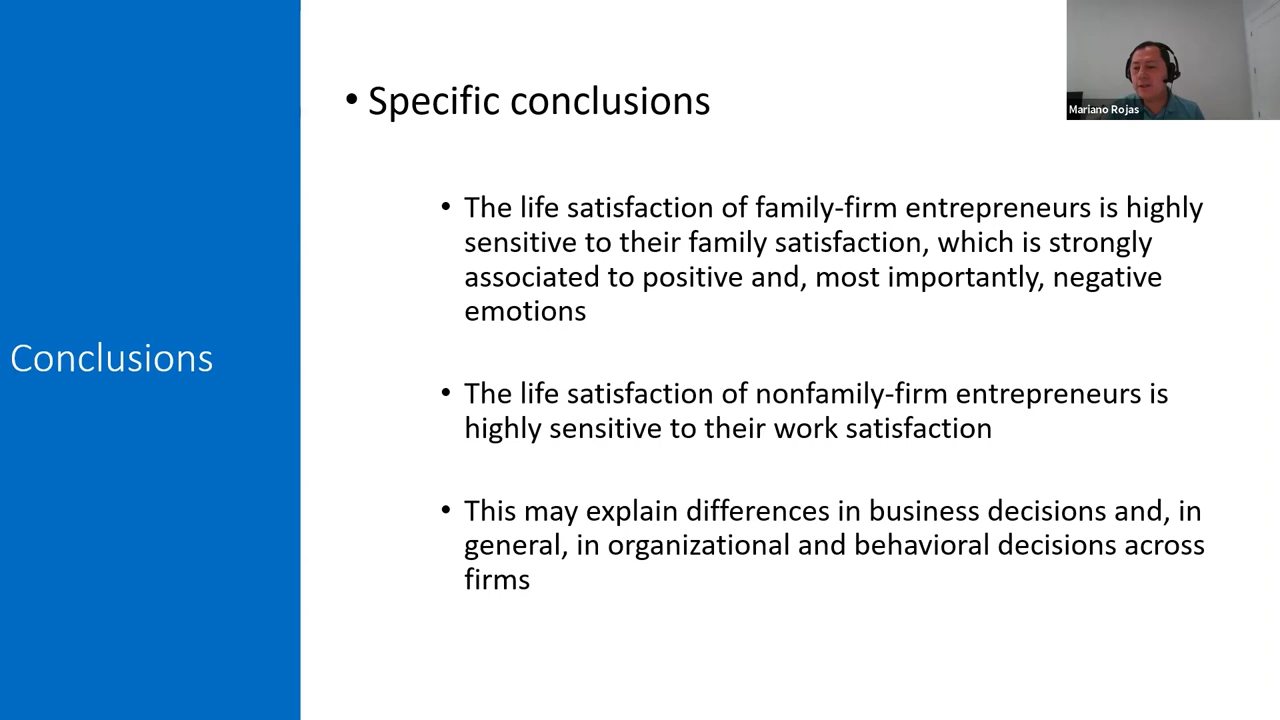 • Specific conclusions
Mariano Rojas
• The life satisfaction of family-firm entrepreneurs is highly
sensitive to their family satisfaction, which is strongly
associated to positive and, most importantly, negative
emotions
Conclusions
• The life satisfaction of nonfamily-firm entrepreneurs is
highly sensitive to their work satisfaction
• This may explain differences in business decisions and, in
general, in organizational and behavioral decisions across
firms